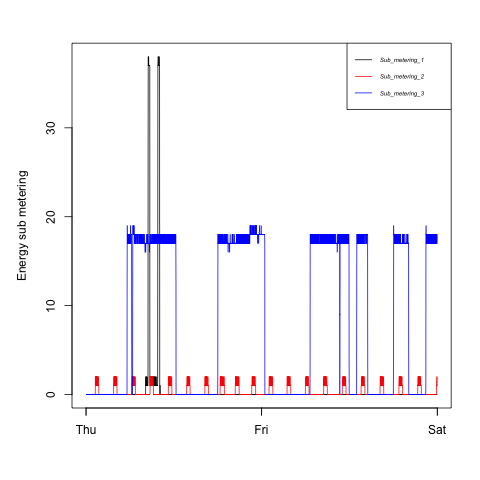 Sub_metering_1
Sub_metering_2
Sub_metering_3
Energy sub metering
30
20
10
0
Thu Fri Sat